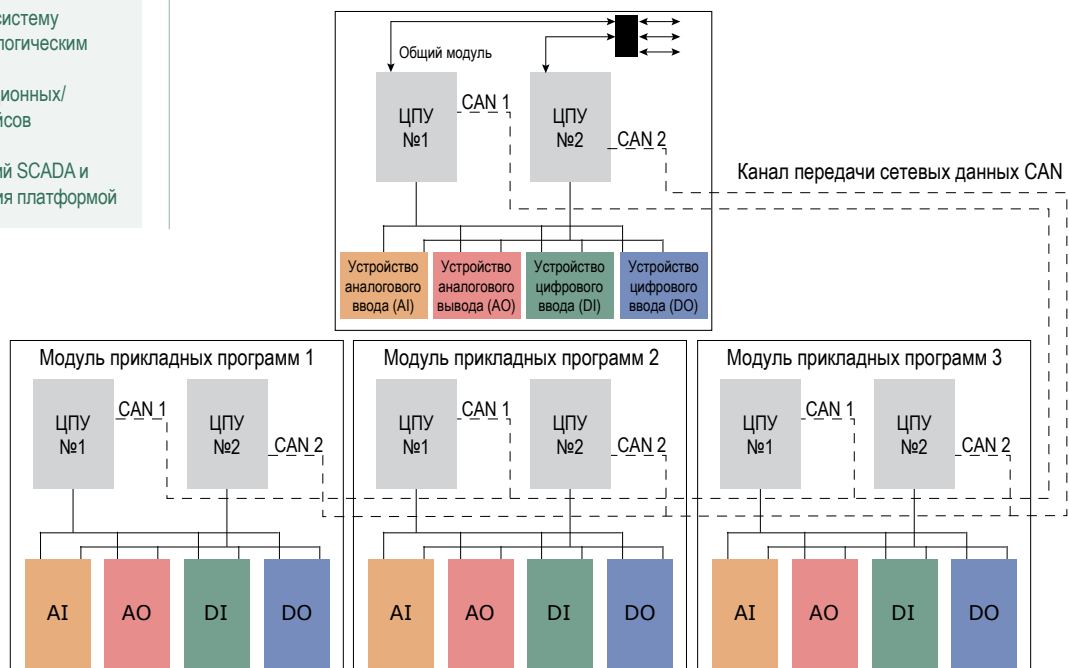 систему
логическим
ионных/
йсов
ий SCADA и
ия платформой
Общий модуль
ЦПУ
№1
CAN 1
ЦПУ
№2
CAN 2
Канал передачи сетевых данных CAN
Устройство
аналогового
ввода (AI)
Устройство
аналогового
вывода (AO)
Устройство
цифрового
ввода (DI)
Устройство
цифрового
ввода (DO)
Модуль прикладных программ 1
ЦПУ
№1
CAN 1
ЦПУ
№2
CAN 2
AI
AO
DI
DO
Модуль прикладных программ 2
ЦПУ
№1
CAN 1
ЦПУ
№2
CAN 2
AI
AO
DI
DO
Модуль прикладных программ 3
ЦПУ
№1
CAN 1
ЦПУ
№2
CAN 2
AI
AO
DI
DO